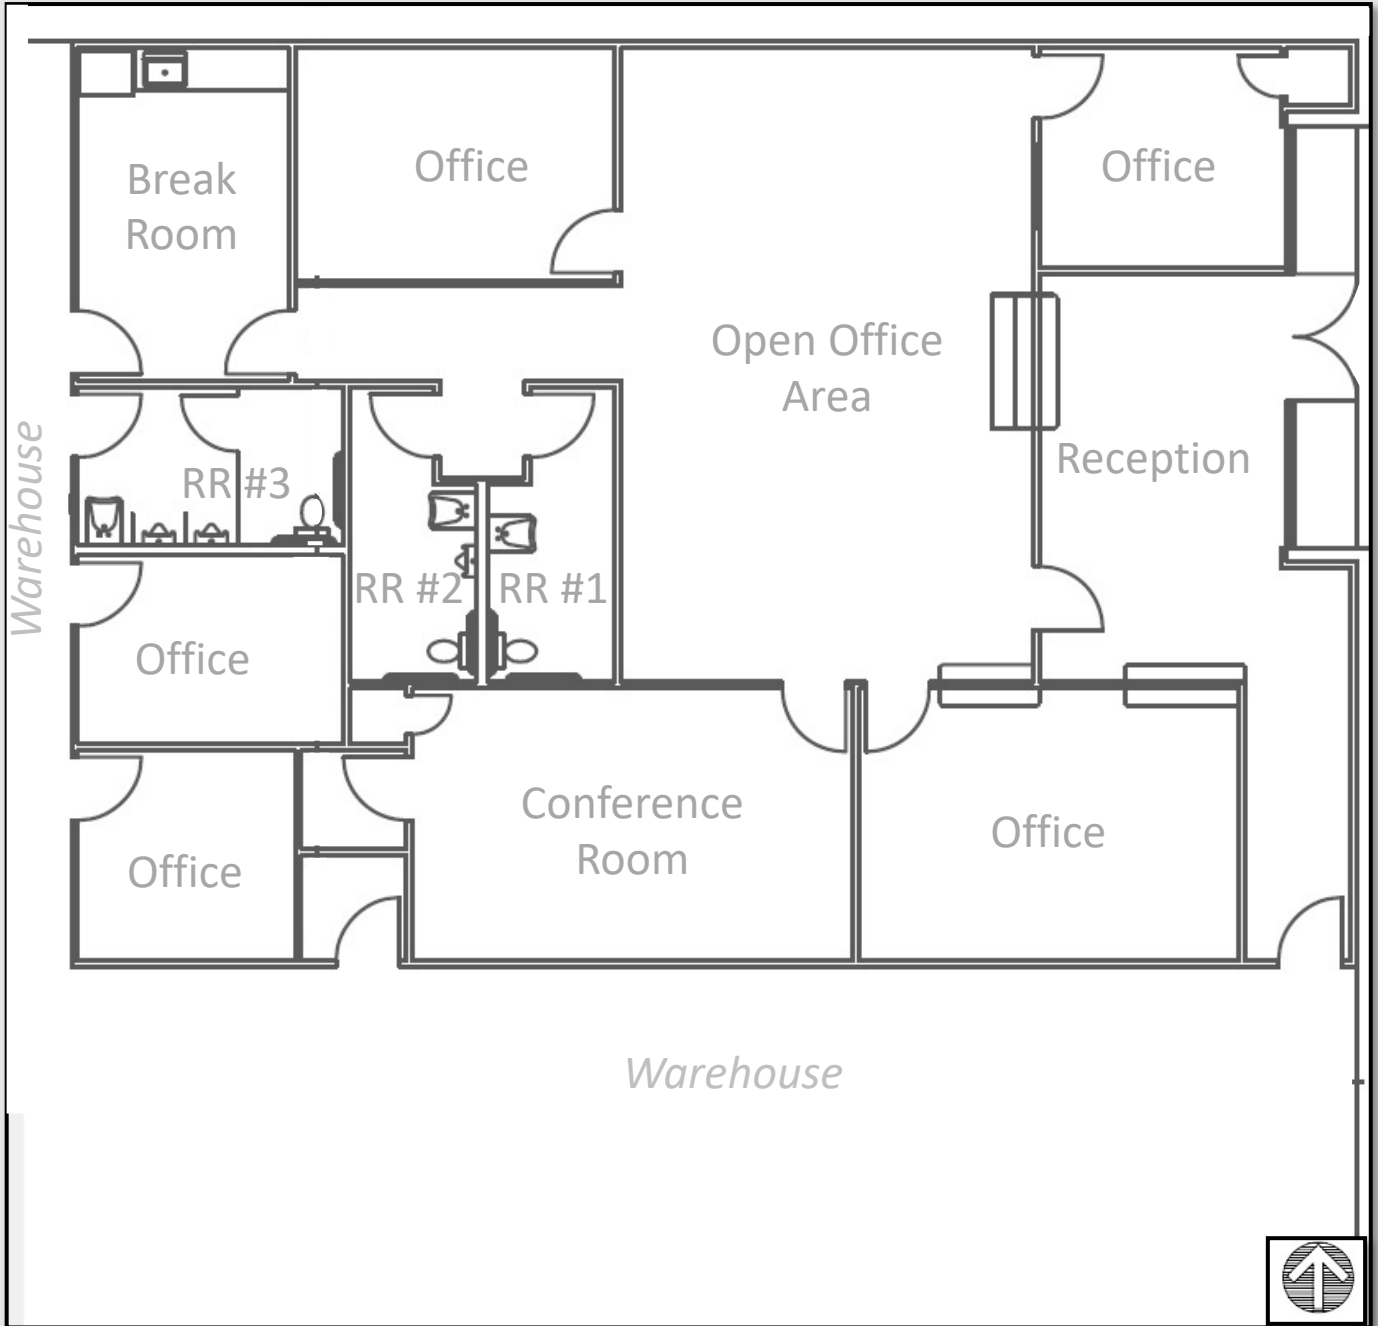 Break
Room
Office
Office
Open Office
Area
Reception
Warehouse
RR #3
RR #2
RR #1
Office
Conference
Room
Office
Office
Warehouse